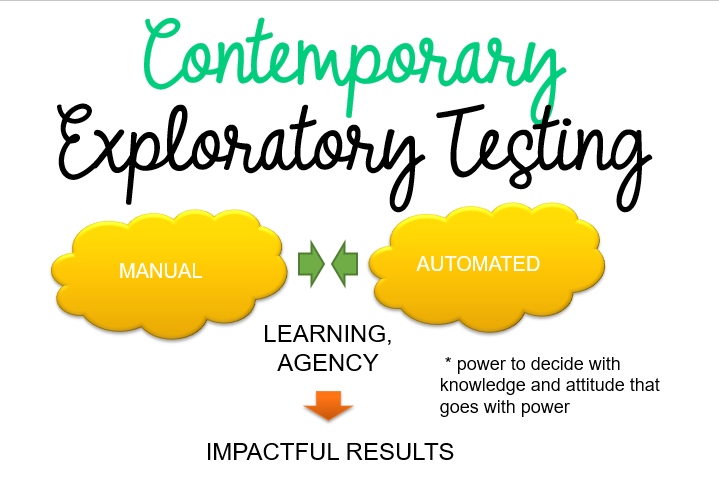 Contemporary
Exploratory Testing
MANUAL
AUTOMATED
LEARNING,
AGENCY
* power to decide with
knowledge and attitude that
goes with power
IMPACTFUL RESULTS